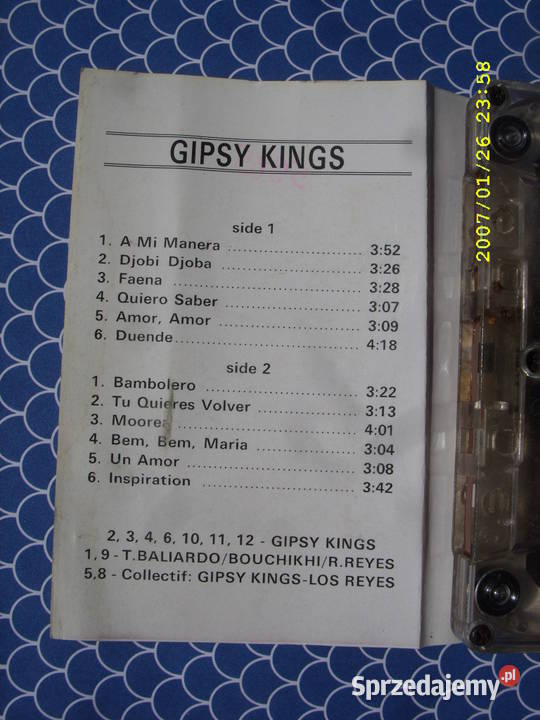 GIPSY KINGS
side 1
1. A Mi Manera ........................ 3:52
2. Djobi Djoba ........................ 3:26
3. Faena ........................ 3:28
4. Quiero Saber ........................ 3:07
5. Amor, Amor ........................ 3:09
6. Duende........................ 4:18
side 2
1. Bambolero ........................ 3:22
2. Tu Quieres Volver ........................ 3:13
3. Moorea ........................ 4:01
4. Bem, Bem, Maria ........................ 3:04
5. Un Amor ........................ 3:08
6. Inspiration ........................ 3:42
2, 3, 4, 6, 10, 11, 12 - GIPSY KINGS
1, 9 - T.BALIARDO/BOUCHIKHI/R.REYES
5,8 - Collectif: GIPSY KINGS-LOS REYES
2007/01/26 23:58
Sprzedajemy.pl